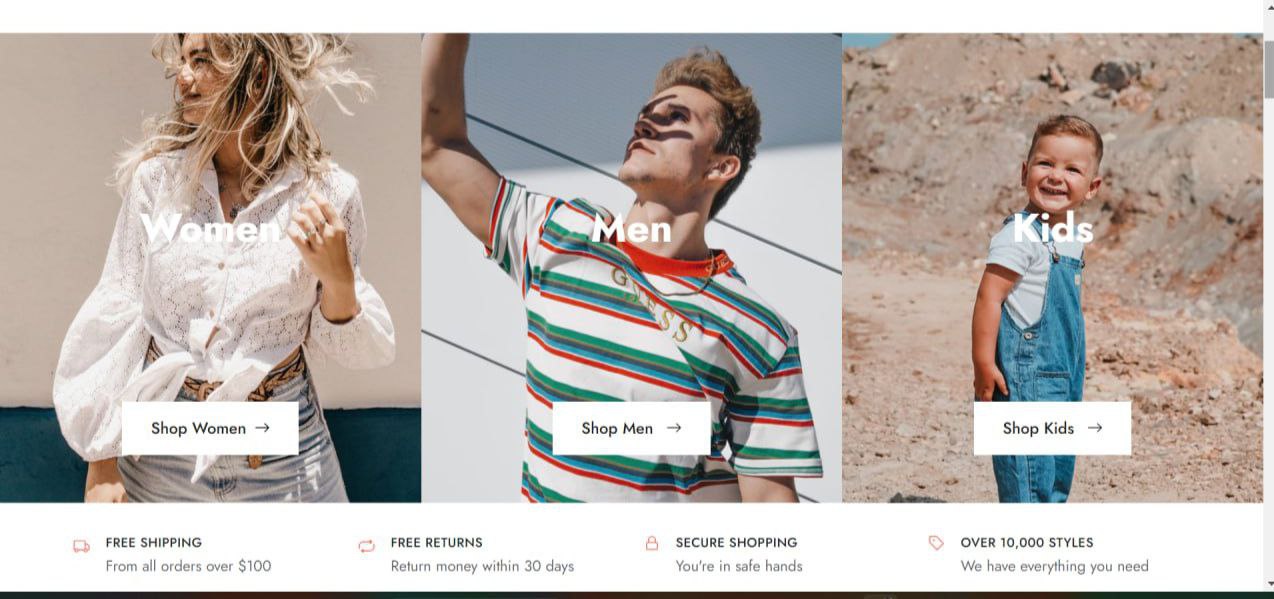 Women
Men
Kids
GUESS
Shop Women →
Shop Men →
Shop Kids →
FREE SHIPPING
From all orders over $100
FREE RETURNS
Return money within 30 days
SECURE SHOPPING
You're in safe hands
OVER 10,000 STYLES
We have everything you need